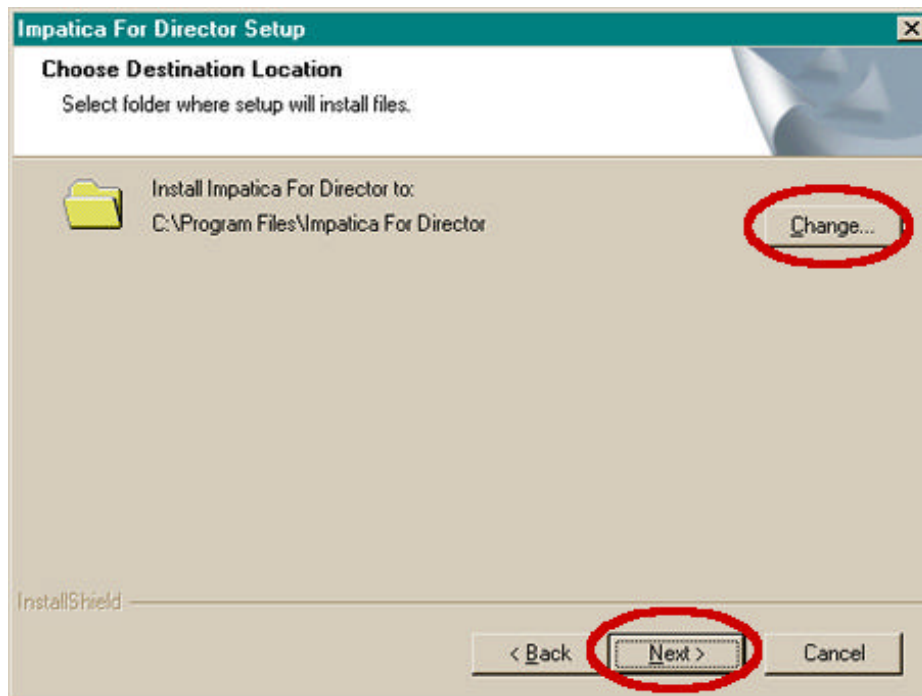 Impatica For Director Setup
Choose Destination Location
Select folder where setup will install files.
Install Impatica For Director to:
C:\Program Files\Impatica For Director
Change...
InstallShield
< Back Next > Cancel